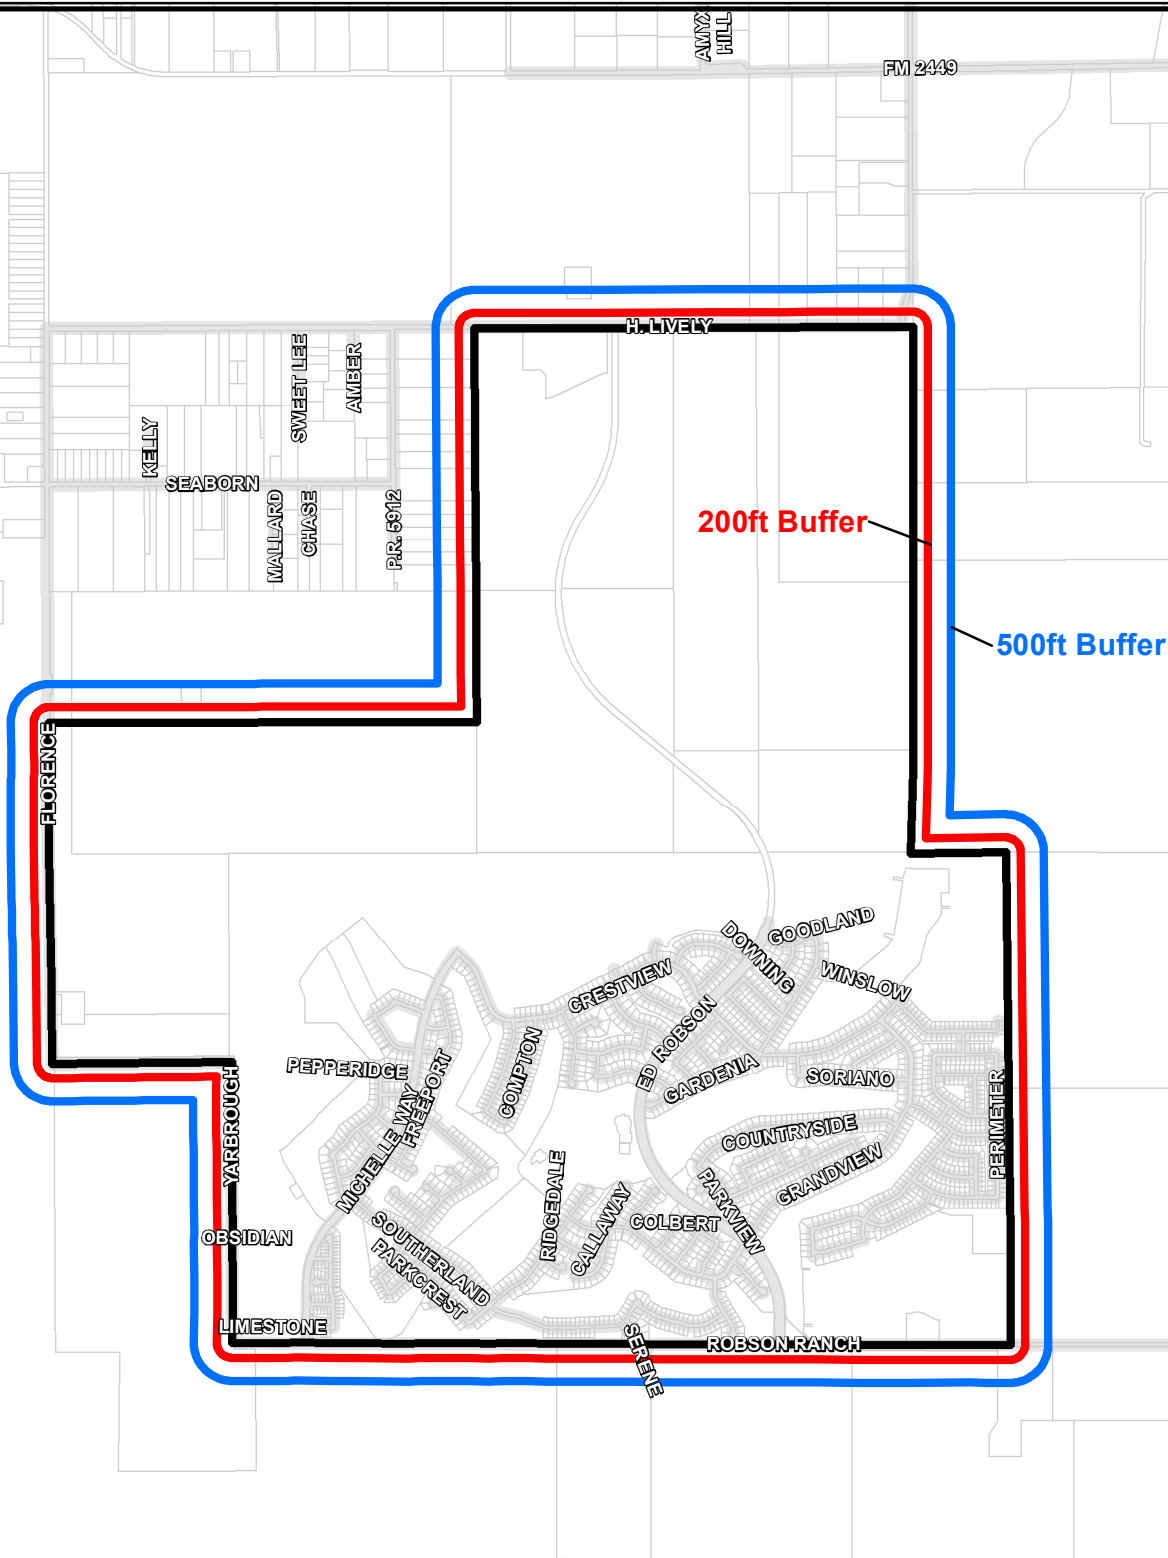 AMYX
HILL
FM 2449
H. LIVELY
SWEET LEE
AMBER
KELLY
SEABORN
MALLARD
CHASE
P.R. 5912
200ft Buffer
500ft Buffer
FLORENCE
GOODLAND
DOWNING
WINSLOW
CRESTVIEW
ED ROBSON
COMPTON
PEPPERIDGE
GARDENIA
SORIANO
FREEPORT
MICHELLE WAY
YARBROUGH
PERIMETER
COUNTRYSIDE
GRANDVIEW
PARKVIEW
RIDGEDALE
CALLAWAY
COLBERT
OBSIDIAN
SOUTHERLAND
PARKCREST
LIMESTONE
SERENE
ROBSON RANCH